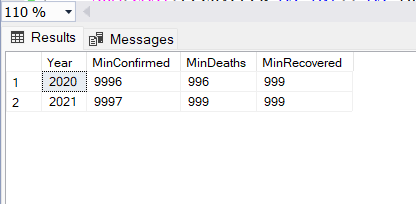 110 %
Results Messages
Year MinConfirmed MinDeaths MinRecovered
1 2020 9996 996 999
2 2021 9997 999 999